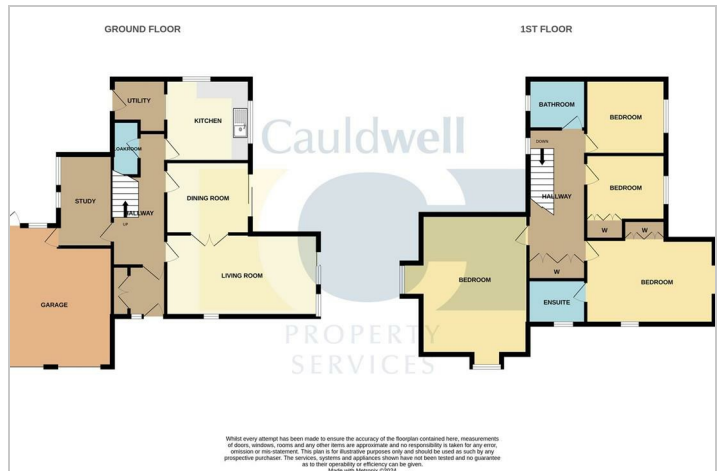 GROUND FLOOR
1ST FLOOR
UTILITY
KITCHEN
BATHROOM
BEDROOM
Cauldwell
CLOAKROOM
DOWN
STUDY
DINING ROOM
HALLWAY
UP
HALLWAY
BEDROOM
W
W
LIVING ROOM
GARAGE
BEDROOM
W
BEDROOM
ENSUITE
PROPERTY
SERVICES
Whilst every attempt has been made to ensure the accuracy of the floorplan contained here, measurements
of doors, windows, rooms and any other items are approximate and no responsibility is taken for any error,
omission or mis-statement. This plan is for illustrative purposes only and should be used as such by any
prospective purchaser. The services, systems and appliances shown have not been tested and no guarantee
as to their operability or efficiency can be given.
Made with Metropix ©2024